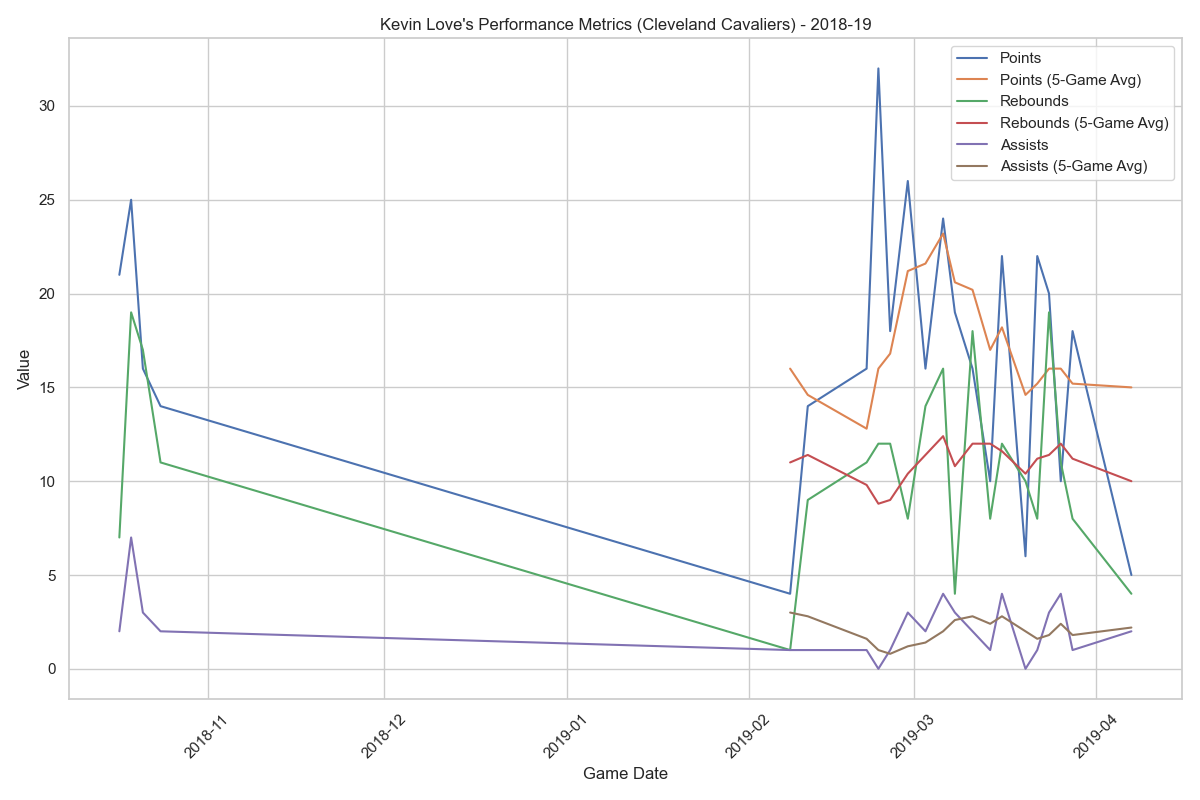 Kevin Love's Performance Metrics (Cleveland Cavaliers) - 2018-19
Points
Points (5-Game Avg)
Rebounds
Rebounds (5-Game Avg)
Assists
Assists (5-Game Avg)
Value
30
25
20
15
10
5
0
2018-11
2018-12
2019-01
2019-02
2019-03
2019-04
Game Date